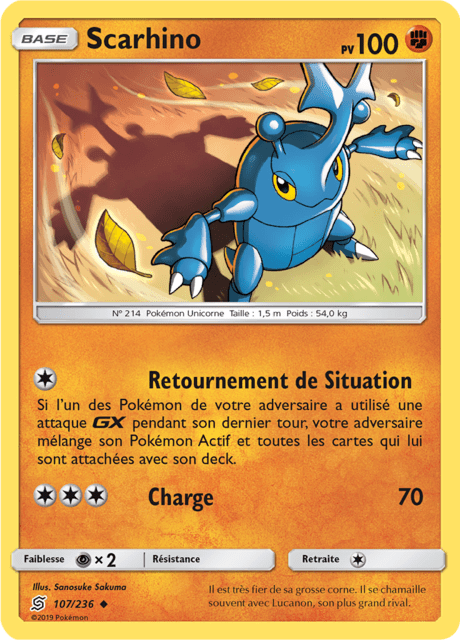 BASE Scarhino PV 100
N° 214 Pokémon Unicorne Taille : 1,5 m Poids : 54,0 kg
Retournement de Situation
Si l'un des Pokémon de votre adversaire a utilisé une
attaque GX pendant son dernier tour, votre adversaire
mélange son Pokémon Actif et toutes les cartes qui lui
sont attachées avec son deck.
Charge 70
Faiblesse ×2 Résistance Retraite
Illus. Sanosuke Sakuma
107/236
©2019 Pokémon
Il est très fier de sa grosse corne. Il se chamaille
souvent avec Lucanon, son plus grand rival.